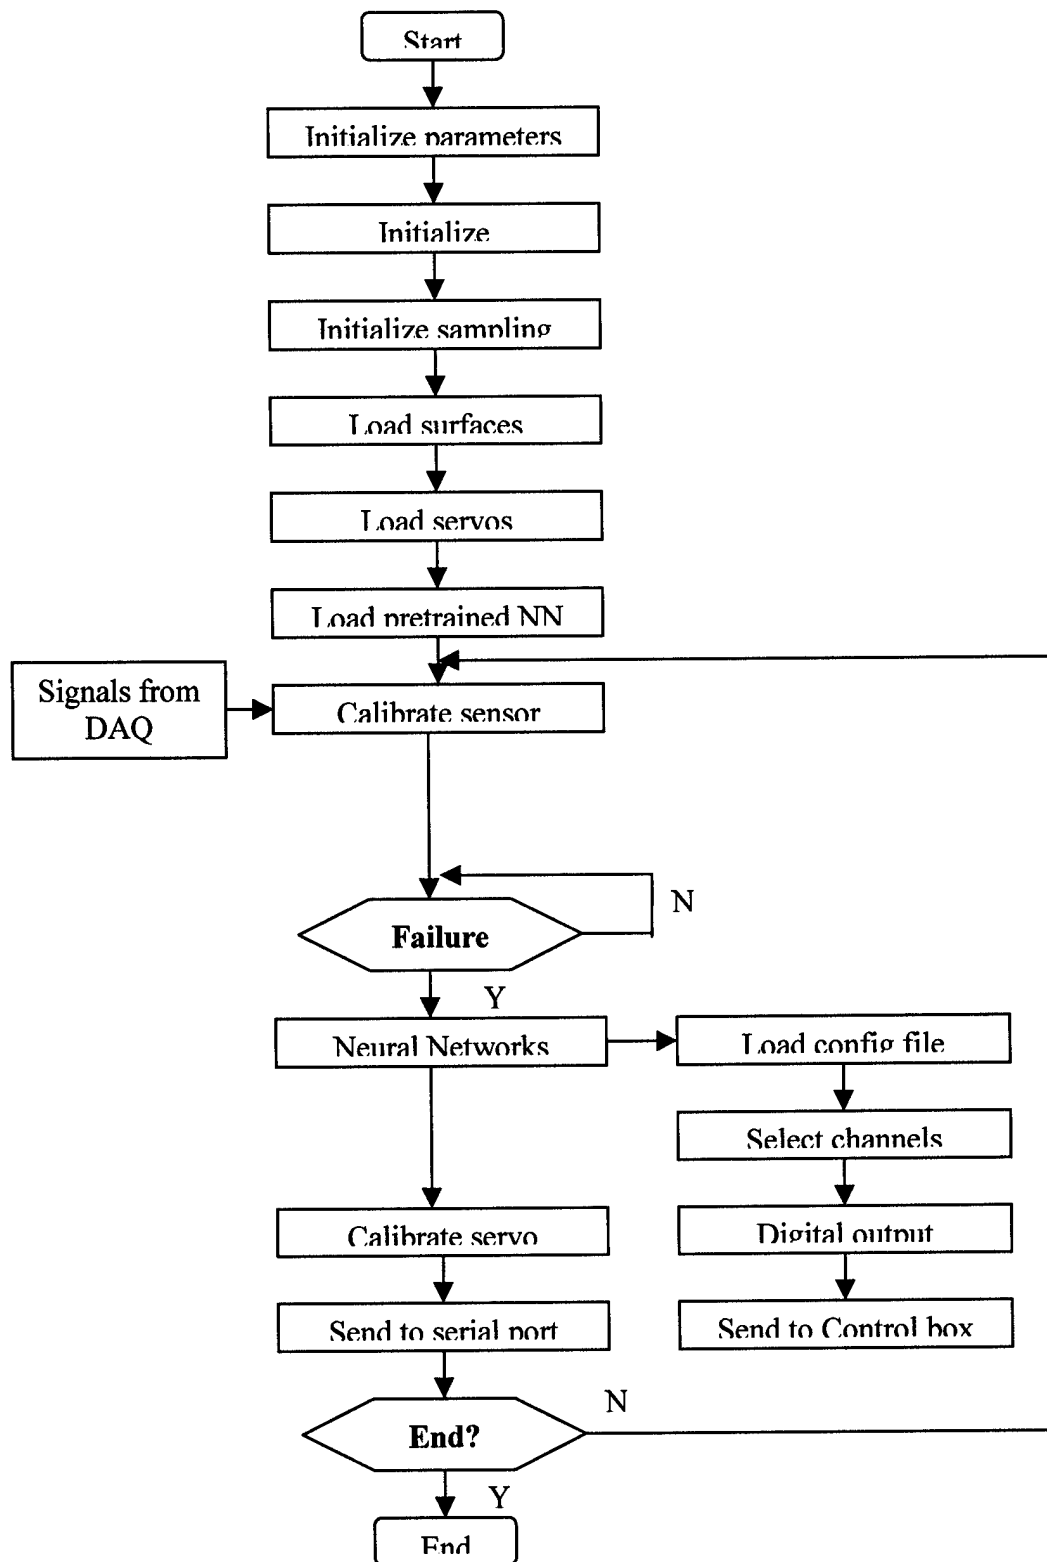 Start
Initialize parameters
Initialize
Initialize sampling
Load surfaces
Load servos
Load pretrained NN
Signals from
DAQ
Calibrate sensor
N
Failure
Y
Neural Networks
Load config file
Select channels
Calibrate servo
Digital output
Send to serial port
Send to Control box
N
End?
Y
End